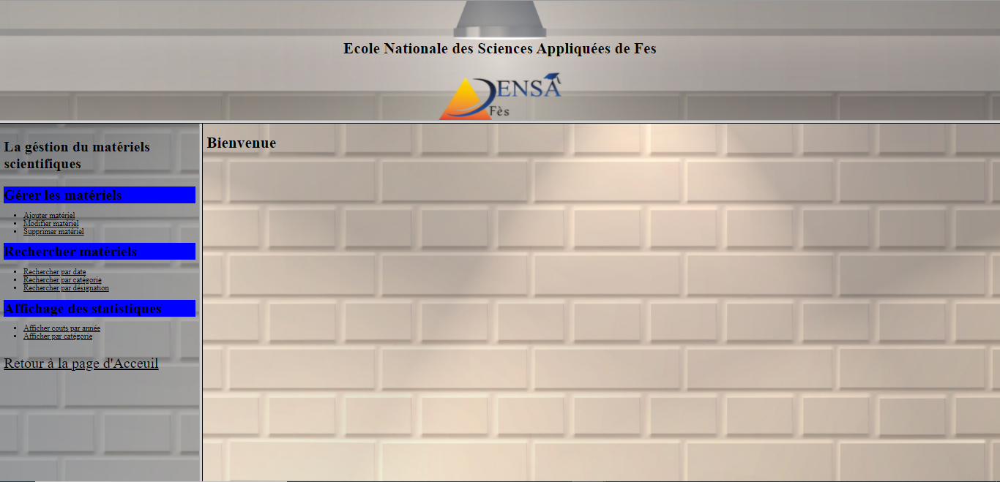 Ecole Nationale des Sciences Appliquées de Fes
ENSA
Fès
La géstion du matériels
scientifiques
Gérer les matériels
Ajouter matériel
Modifier matériel
Supprimer matériel
Rechercher matériels
Rechercher par date
Rechercher par catégorie
Rechercher par désignation
Affichage des statistiques
Afficher couts par année
Afficher par catégorie
Retour à la page d'Acceuil
Bienvenue